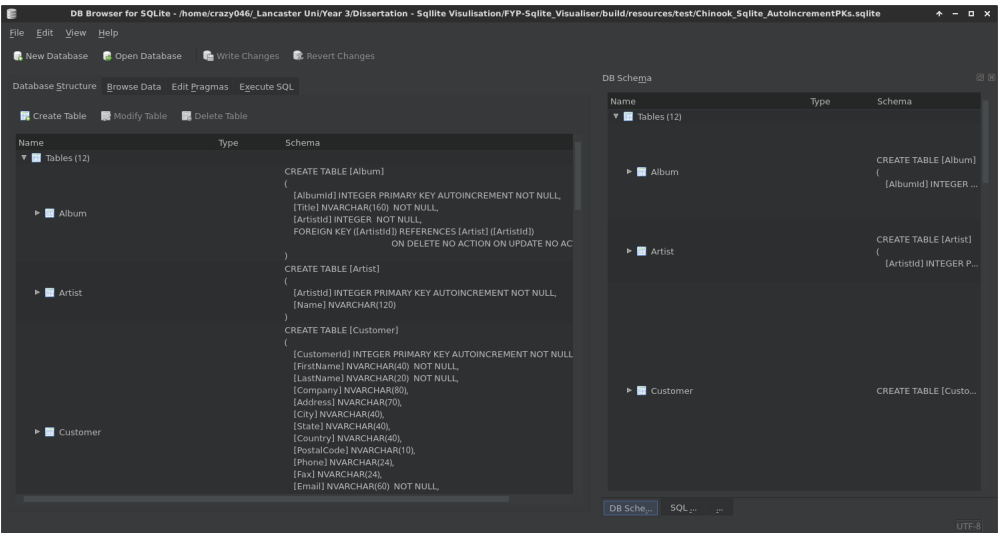 DB Browser for SQLite - /home/crazy046/_Lancaster Uni/Year 3/Dissertation - Sqllite Visulisation/FYP-Sqlite_Visualiser/build/resources/test/Chinook_Sqlite_AutoIncrementPKs.sqlite
File Edit View Help
New Database Open Database Write Changes Revert Changes
Database Structure Browse Data Edit Pragmas Execute SQL
Create Table Modify Table Delete Table
Name Type Schema
Tables (12)
Album
CREATE TABLE [Album]
(
[AlbumId] INTEGER PRIMARY KEY AUTOINCREMENT NOT NULL,
[Title] NVARCHAR(160) NOT NULL,
[ArtistId] INTEGER NOT NULL,
FOREIGN KEY ([ArtistId]) REFERENCES [Artist] ([ArtistId])
ON DELETE NO ACTION ON UPDATE NO AC
)
Artist
CREATE TABLE [Artist]
(
[ArtistId] INTEGER PRIMARY KEY AUTOINCREMENT NOT NULL,
[Name] NVARCHAR(120)
)
Customer
CREATE TABLE [Customer]
(
[CustomerId] INTEGER PRIMARY KEY AUTOINCREMENT NOT NULL
[FirstName] NVARCHAR(40) NOT NULL,
[LastName] NVARCHAR(20) NOT NULL,
[Company] NVARCHAR(80),
[Address] NVARCHAR(70),
[City] NVARCHAR(40),
[State] NVARCHAR(40),
[Country] NVARCHAR(40),
[PostalCode] NVARCHAR(10),
[Phone] NVARCHAR(24),
[Fax] NVARCHAR(24),
[Email] NVARCHAR(60) NOT NULL,
DB Schema
Name Type Schema
Tables (12)
Album
CREATE TABLE [Album]
(
[AlbumId] INTEGER ...
Artist
CREATE TABLE [Artist]
(
[ArtistId] INTEGER P...
Customer CREATE TABLE [Custo...
DB Sche... SQL ... ...
UTF-8